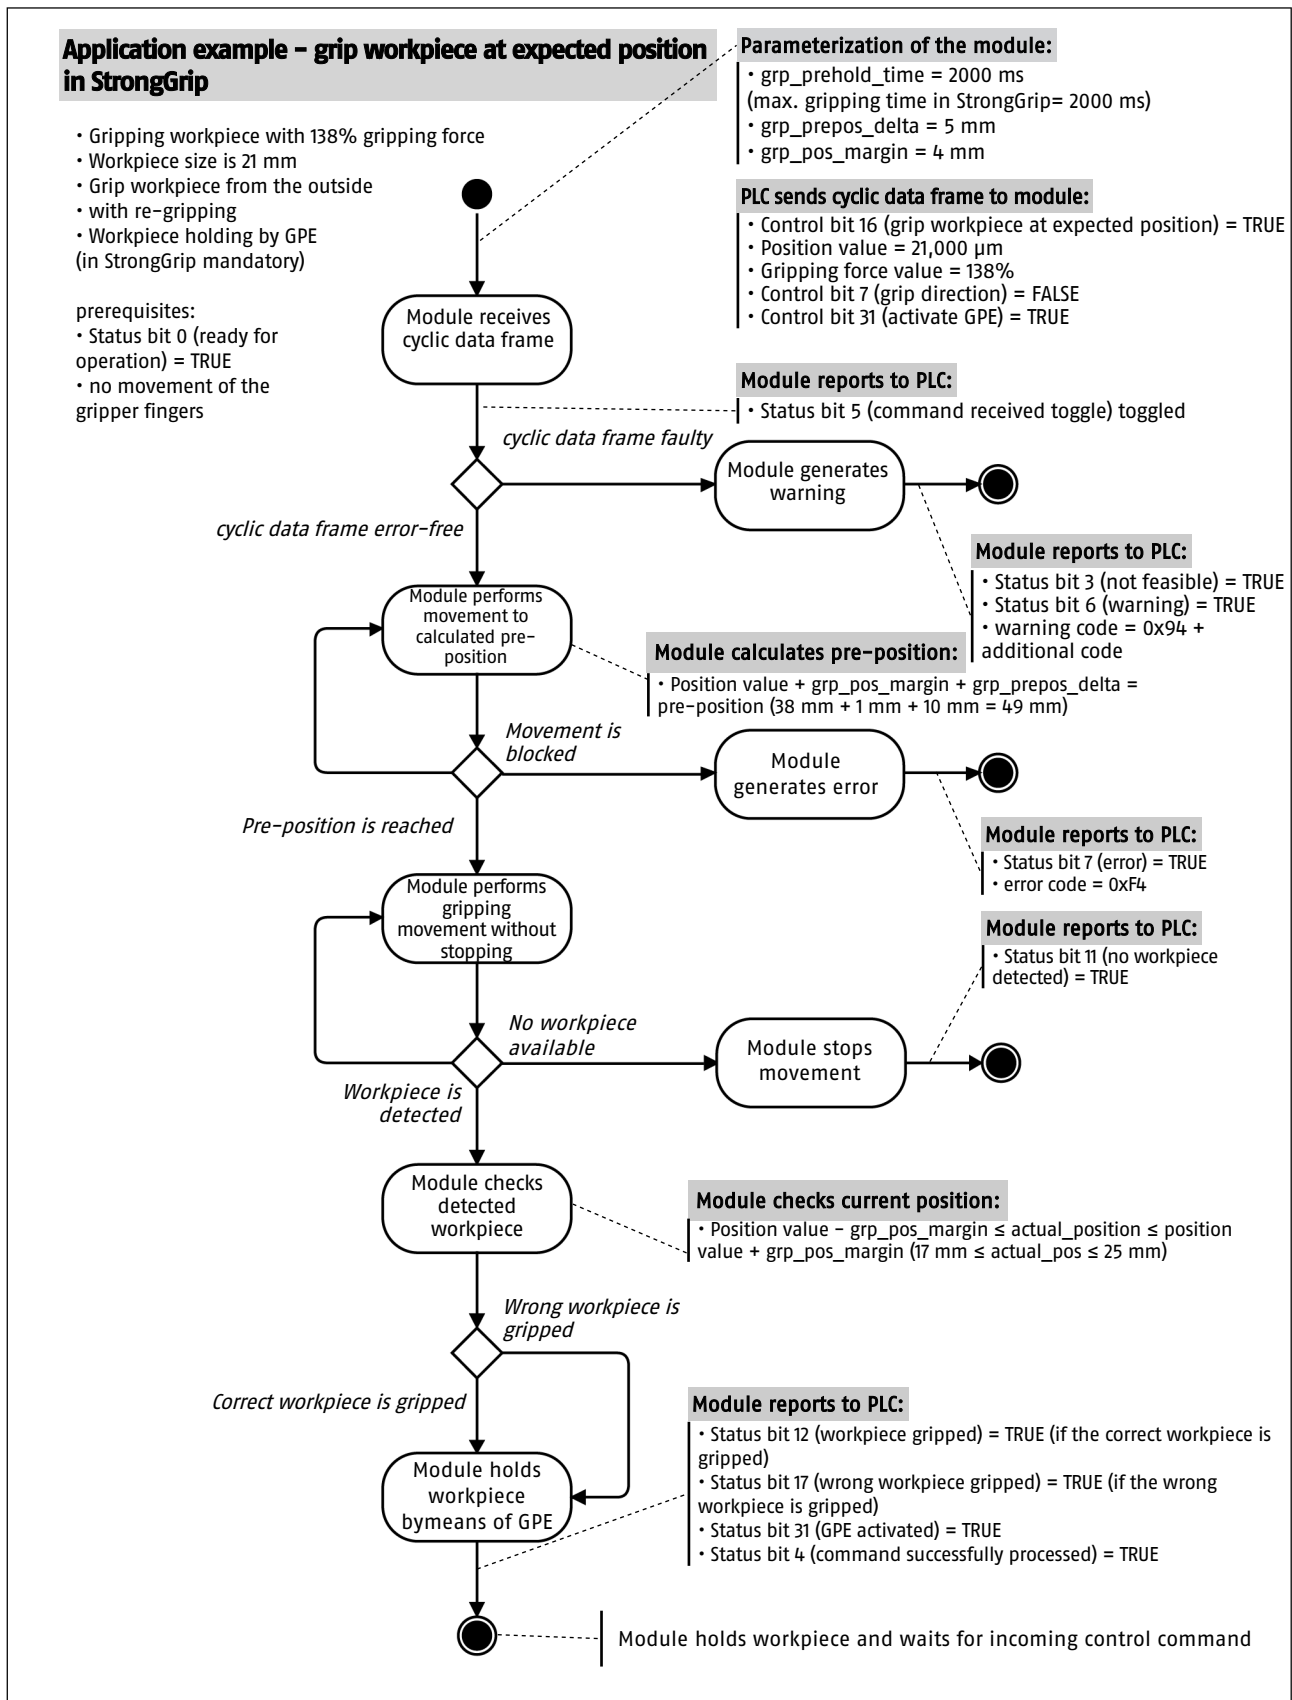 Application example – grip workpiece at expected position
in StrongGrip
• Gripping workpiece with 138% gripping force
• Workpiece size is 21 mm
• Grip workpiece from the outside
• with re-gripping
• Workpiece holding by GPE
(in StrongGrip mandatory)
prerequisites:
• Status bit 0 (ready for
operation) = TRUE
• no movement of the
gripper fingers
Parameterization of the module:
• grp_prehold_time = 2000 ms
(max. gripping time in StrongGrip= 2000 ms)
• grp_prepos_delta = 5 mm
• grp_pos_margin = 4 mm
PLC sends cyclic data frame to module:
• Control bit 16 (grip workpiece at expected position) = TRUE
• Position value = 21,000 µm
• Gripping force value = 138%
• Control bit 7 (grip direction) = FALSE
• Control bit 31 (activate GPE) = TRUE
Module receives
cyclic data frame
Module reports to PLC:
• Status bit 5 (command received toggle) toggled
cyclic data frame faulty
Module generates
warning
cyclic data frame error-free
Module reports to PLC:
• Status bit 3 (not feasible) = TRUE
• Status bit 6 (warning) = TRUE
• warning code = 0x94 +
additional code
Module performs
movement to
calculated pre-
position
Module calculates pre-position:
• Position value + grp_pos_margin + grp_prepos_delta =
pre-position (38 mm + 1 mm + 10 mm = 49 mm)
Movement is
blocked
Module
generates error
Pre-position is reached
Module reports to PLC:
• Status bit 7 (error) = TRUE
• error code = 0xF4
Module performs
gripping
movement without
stopping
Module reports to PLC:
• Status bit 11 (no workpiece
detected) = TRUE
No workpiece
available
Module stops
movement
Workpiece is
detected
Module checks
detected
workpiece
Module checks current position:
• Position value - grp_pos_margin ≤ actual_position ≤ position
value + grp_pos_margin (17 mm ≤ actual_pos ≤ 25 mm)
Wrong workpiece is
gripped
Correct workpiece is gripped
Module reports to PLC:
• Status bit 12 (workpiece gripped) = TRUE (if the correct workpiece is
gripped)
• Status bit 17 (wrong workpiece gripped) = TRUE (if the wrong
workpiece is gripped)
• Status bit 31 (GPE activated) = TRUE
• Status bit 4 (command successfully processed) = TRUE
Module holds
workpiece
bymeans of GPE
Module holds workpiece and waits for incoming control command